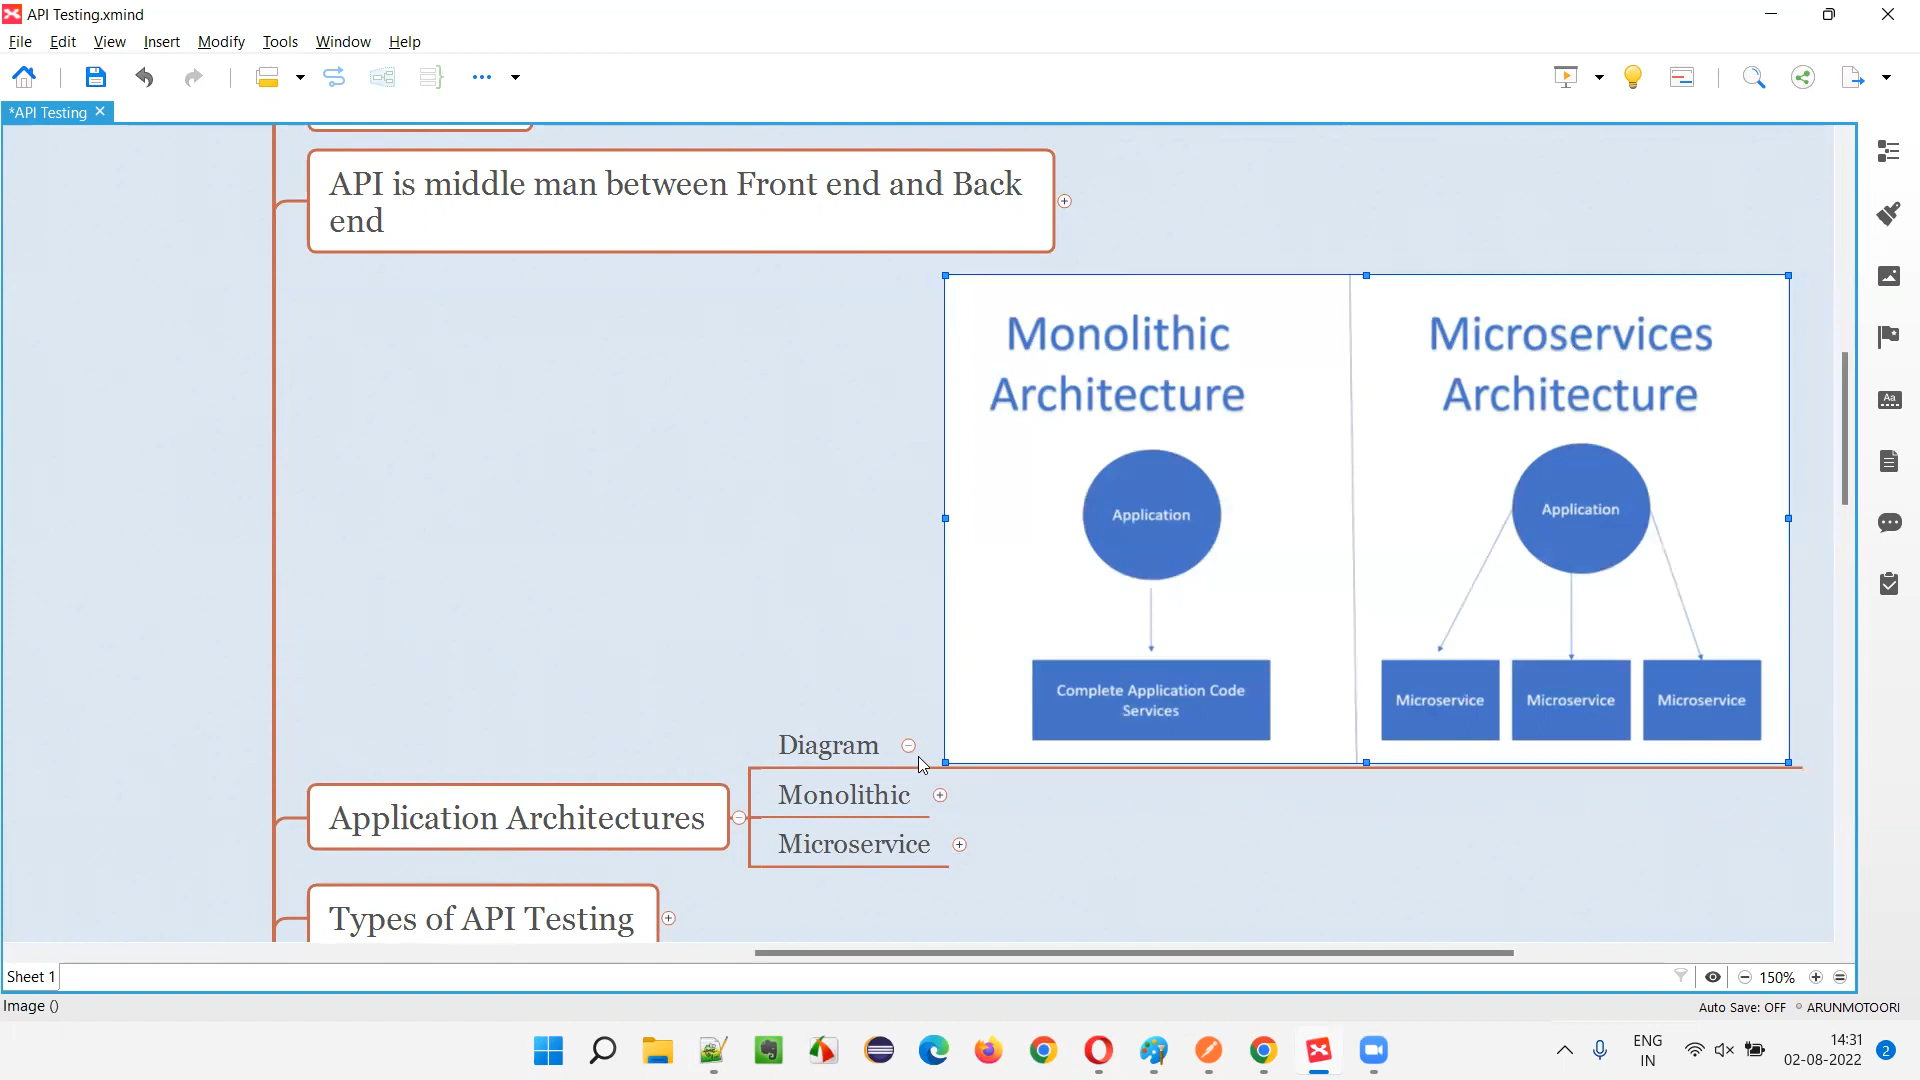 API Testing.xmind
File Edit View Insert Modify Tools Window Help
*API Testing
API is middle man between Front end and Back
end
Monolithic
Architecture
Application
Complete Application Code
Services
Microservices
Architecture
Application
Microservice Microservice Microservice
Diagram
Monolithic
Microservice
Application Architectures
Types of API Testing
Aa
Sheet 1
150%
Image ()
Auto Save: OFF ARUNMOTOORI
ENG
IN
14:31
02-08-2022
2